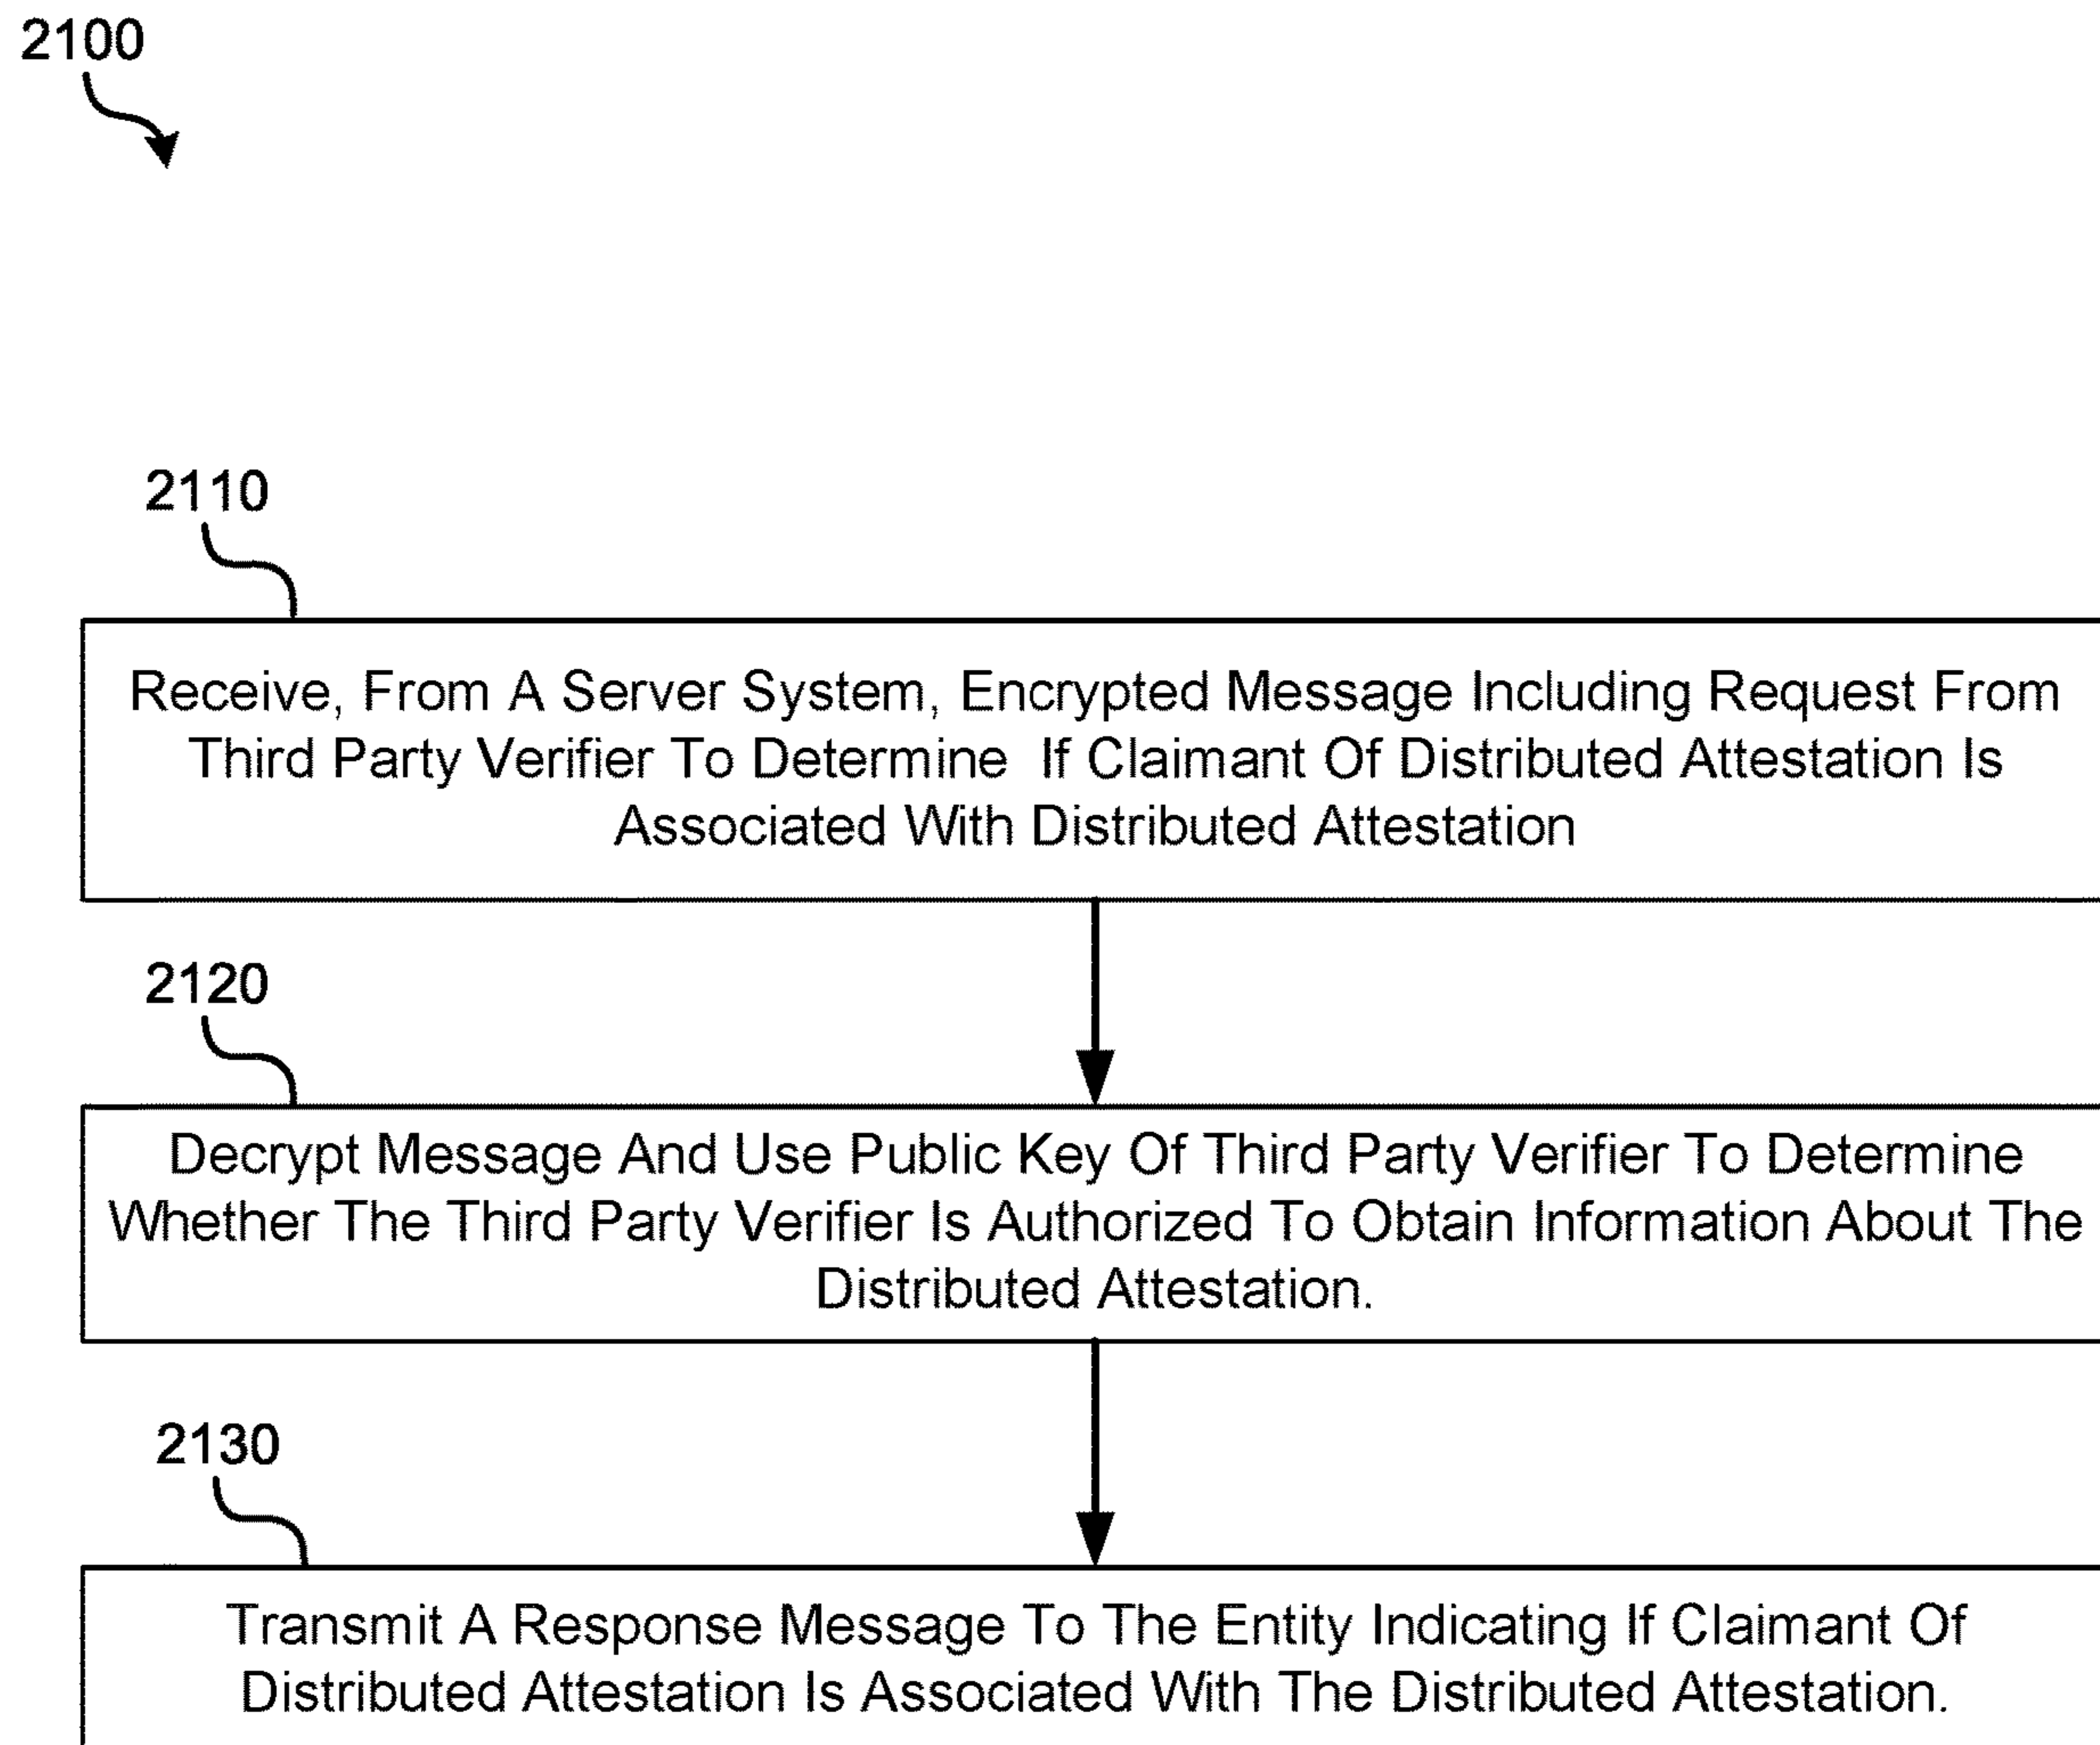 2100
2110
Receive, From A Server System, Encrypted Message Including Request From
Third Party Verifier To Determine If Claimant Of Distributed Attestation Is
Associated With Distributed Attestation
2120
Decrypt Message And Use Public Key Of Third Party Verifier To Determine
Whether The Third Party Verifier Is Authorized To Obtain Information About The
Distributed Attestation.
2130
Transmit A Response Message To The Entity Indicating If Claimant Of
Distributed Attestation Is Associated With The Distributed Attestation.